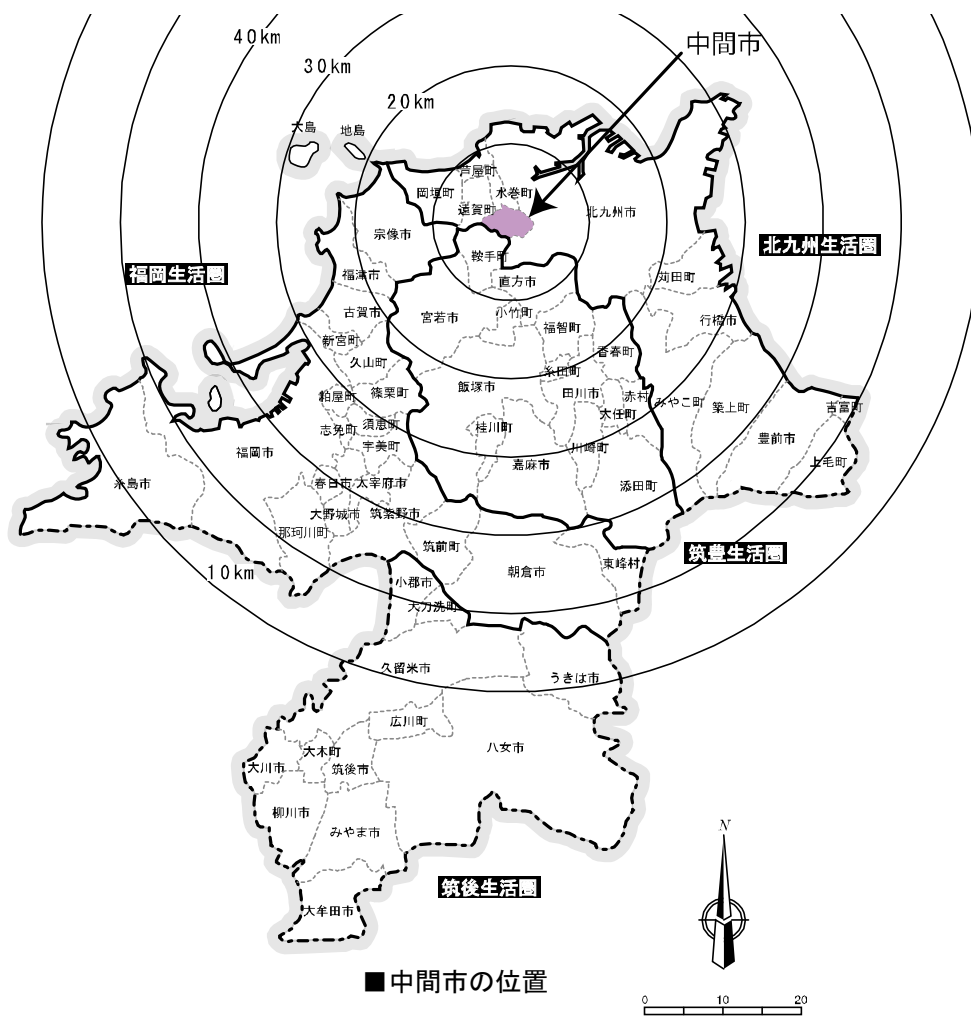 40km
中間市
30km
20km
大島
地島
芦屋町
岡垣町
水巻町
遠賀町
北九州市
宗像市
北九州生活圏
鞍手町
福岡生活圏
福津市
直方市
苅田町
古賀市
宮若市
小竹町
福智町
行橋市
新宮町
香春町
久山町
糸田町
粕屋町
篠栗町
飯塚市
田川市
赤村
みやこ町
築上町
吉富町
大任町
志免町
須恵町
桂川町
豊前市
宇美町
川崎町
福岡市
嘉麻市
上毛町
糸島市
春日市
太宰府市
添田町
大野城市
筑紫野市
那珂川町
筑前町
筑豊生活圏
東峰村
10km
朝倉市
小郡市
大刀洗町
久留米市
うきは市
広川町
八女市
大木町
大川市
筑後市
柳川市
みやま市
N
筑後生活圏
大牟田市
■中間市の位置
0 10 20